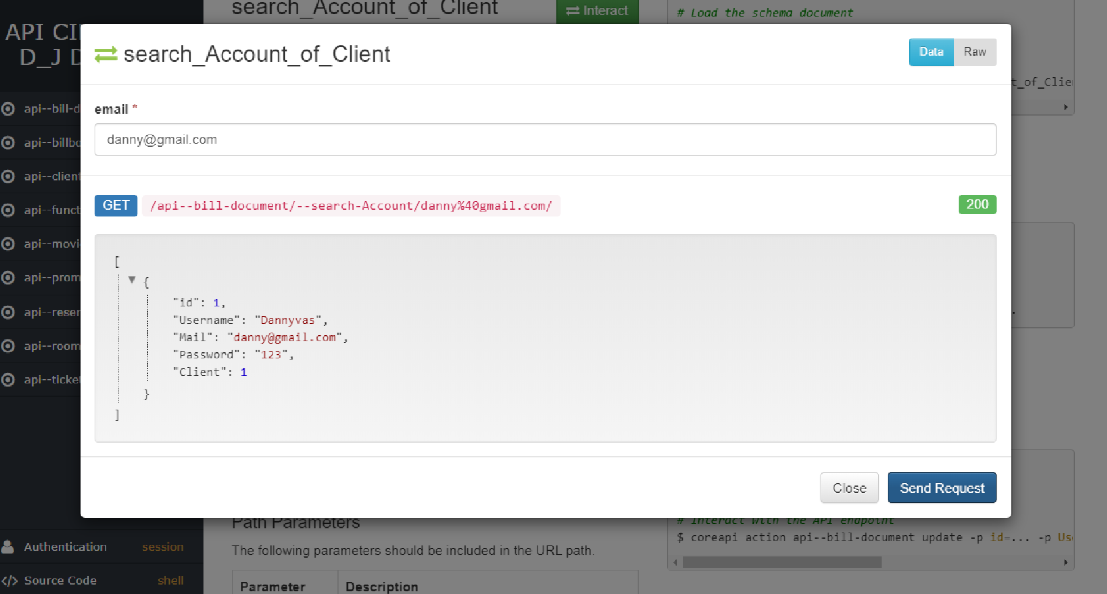 search_Account_of_Client
Interact
# Load the schema document
API CI
D_J D
search_Account_of_Client
Data
Raw
t_of_Clie
email *
danny@gmail.com
api--bill-d
api--billbo
api--client
api--funct
api--movi
api--prom
api--reser
api--room
api--ticket
GET
/api--bill-document/--search-Account/danny%40gmail.com/
200
[
{
"id": 1,
"Username": "Dannyvas",
"Mail": "danny@gmail.com",
"Password": "123",
"Client": 1
}
]
Close
Send Request
Path Parameters
# Interact with the API endpoint
$ coreapi action api--bill-document update -p id=... -p Us
The following parameters should be included in the URL path.
Parameter
Description
Authentication
session
</> Source Code
shell